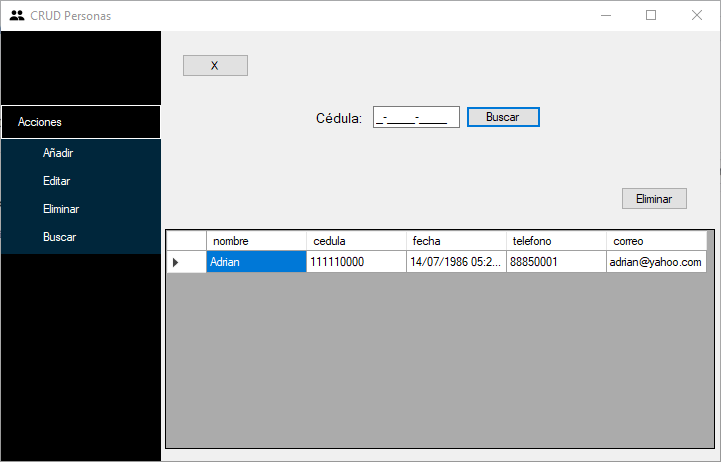 CRUD Personas
X
Acciones
Añadir
Editar
Eliminar
Buscar
Cédula: _-____-____ Buscar
Eliminar
nombre cedula fecha telefono correo
Adrian 111110000 14/07/1986 05:2... 88850001 adrian@yahoo.com